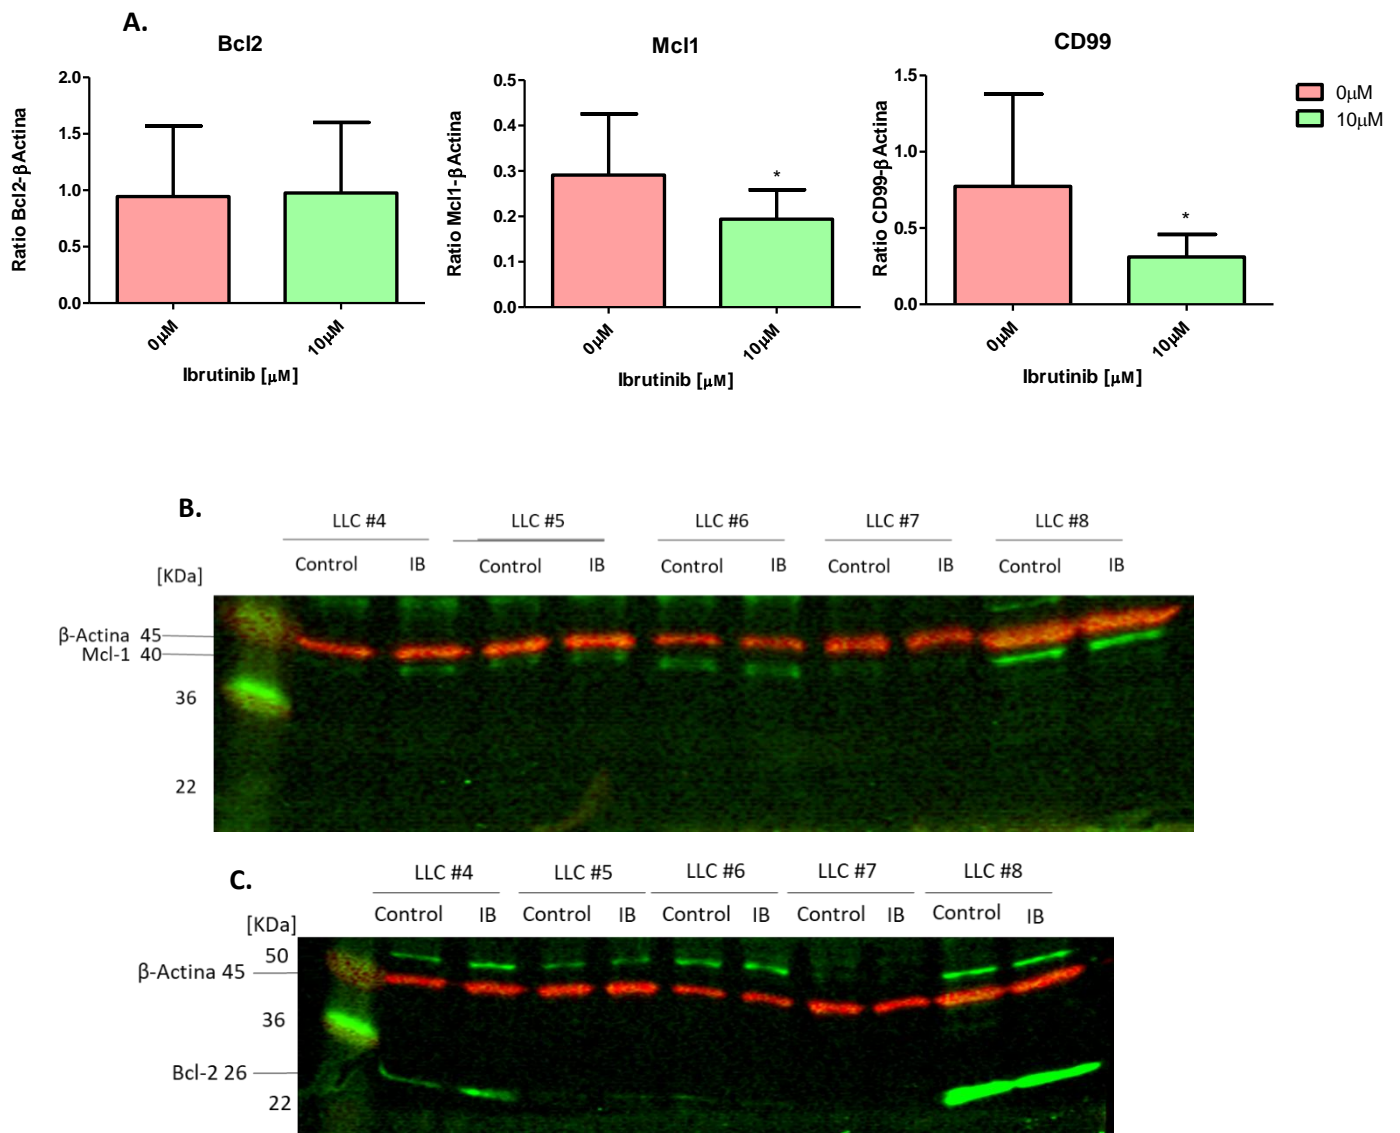 A.
Bcl2
Ratio Bcl2-βActina
2.0
1.5
1.0
0.5
0.0
0μM
10μM
Ibrutinib [μM]
Mcl1
Ratio Mcl1-βActina
0.5
0.4
0.3
0.2
0.1
0.0
*
0μM
10μM
Ibrutinib [μM]
CD99
Ratio CD99-βActina
1.5
1.0
0.5
0.0
*
0μM
10μM
Ibrutinib [μM]
0μM
10μM
B.
LLC #4 LLC #5 LLC #6 LLC #7 LLC #8
Control IB Control IB Control IB Control IB Control IB
[KDa]
β-Actina 45
Mcl-1 40
36
22
C.
LLC #4 LLC #5 LLC #6 LLC #7 LLC #8
Control IB Control IB Control IB Control IB Control IB
[KDa]
50
β-Actina 45
36
Bcl-2 26
22